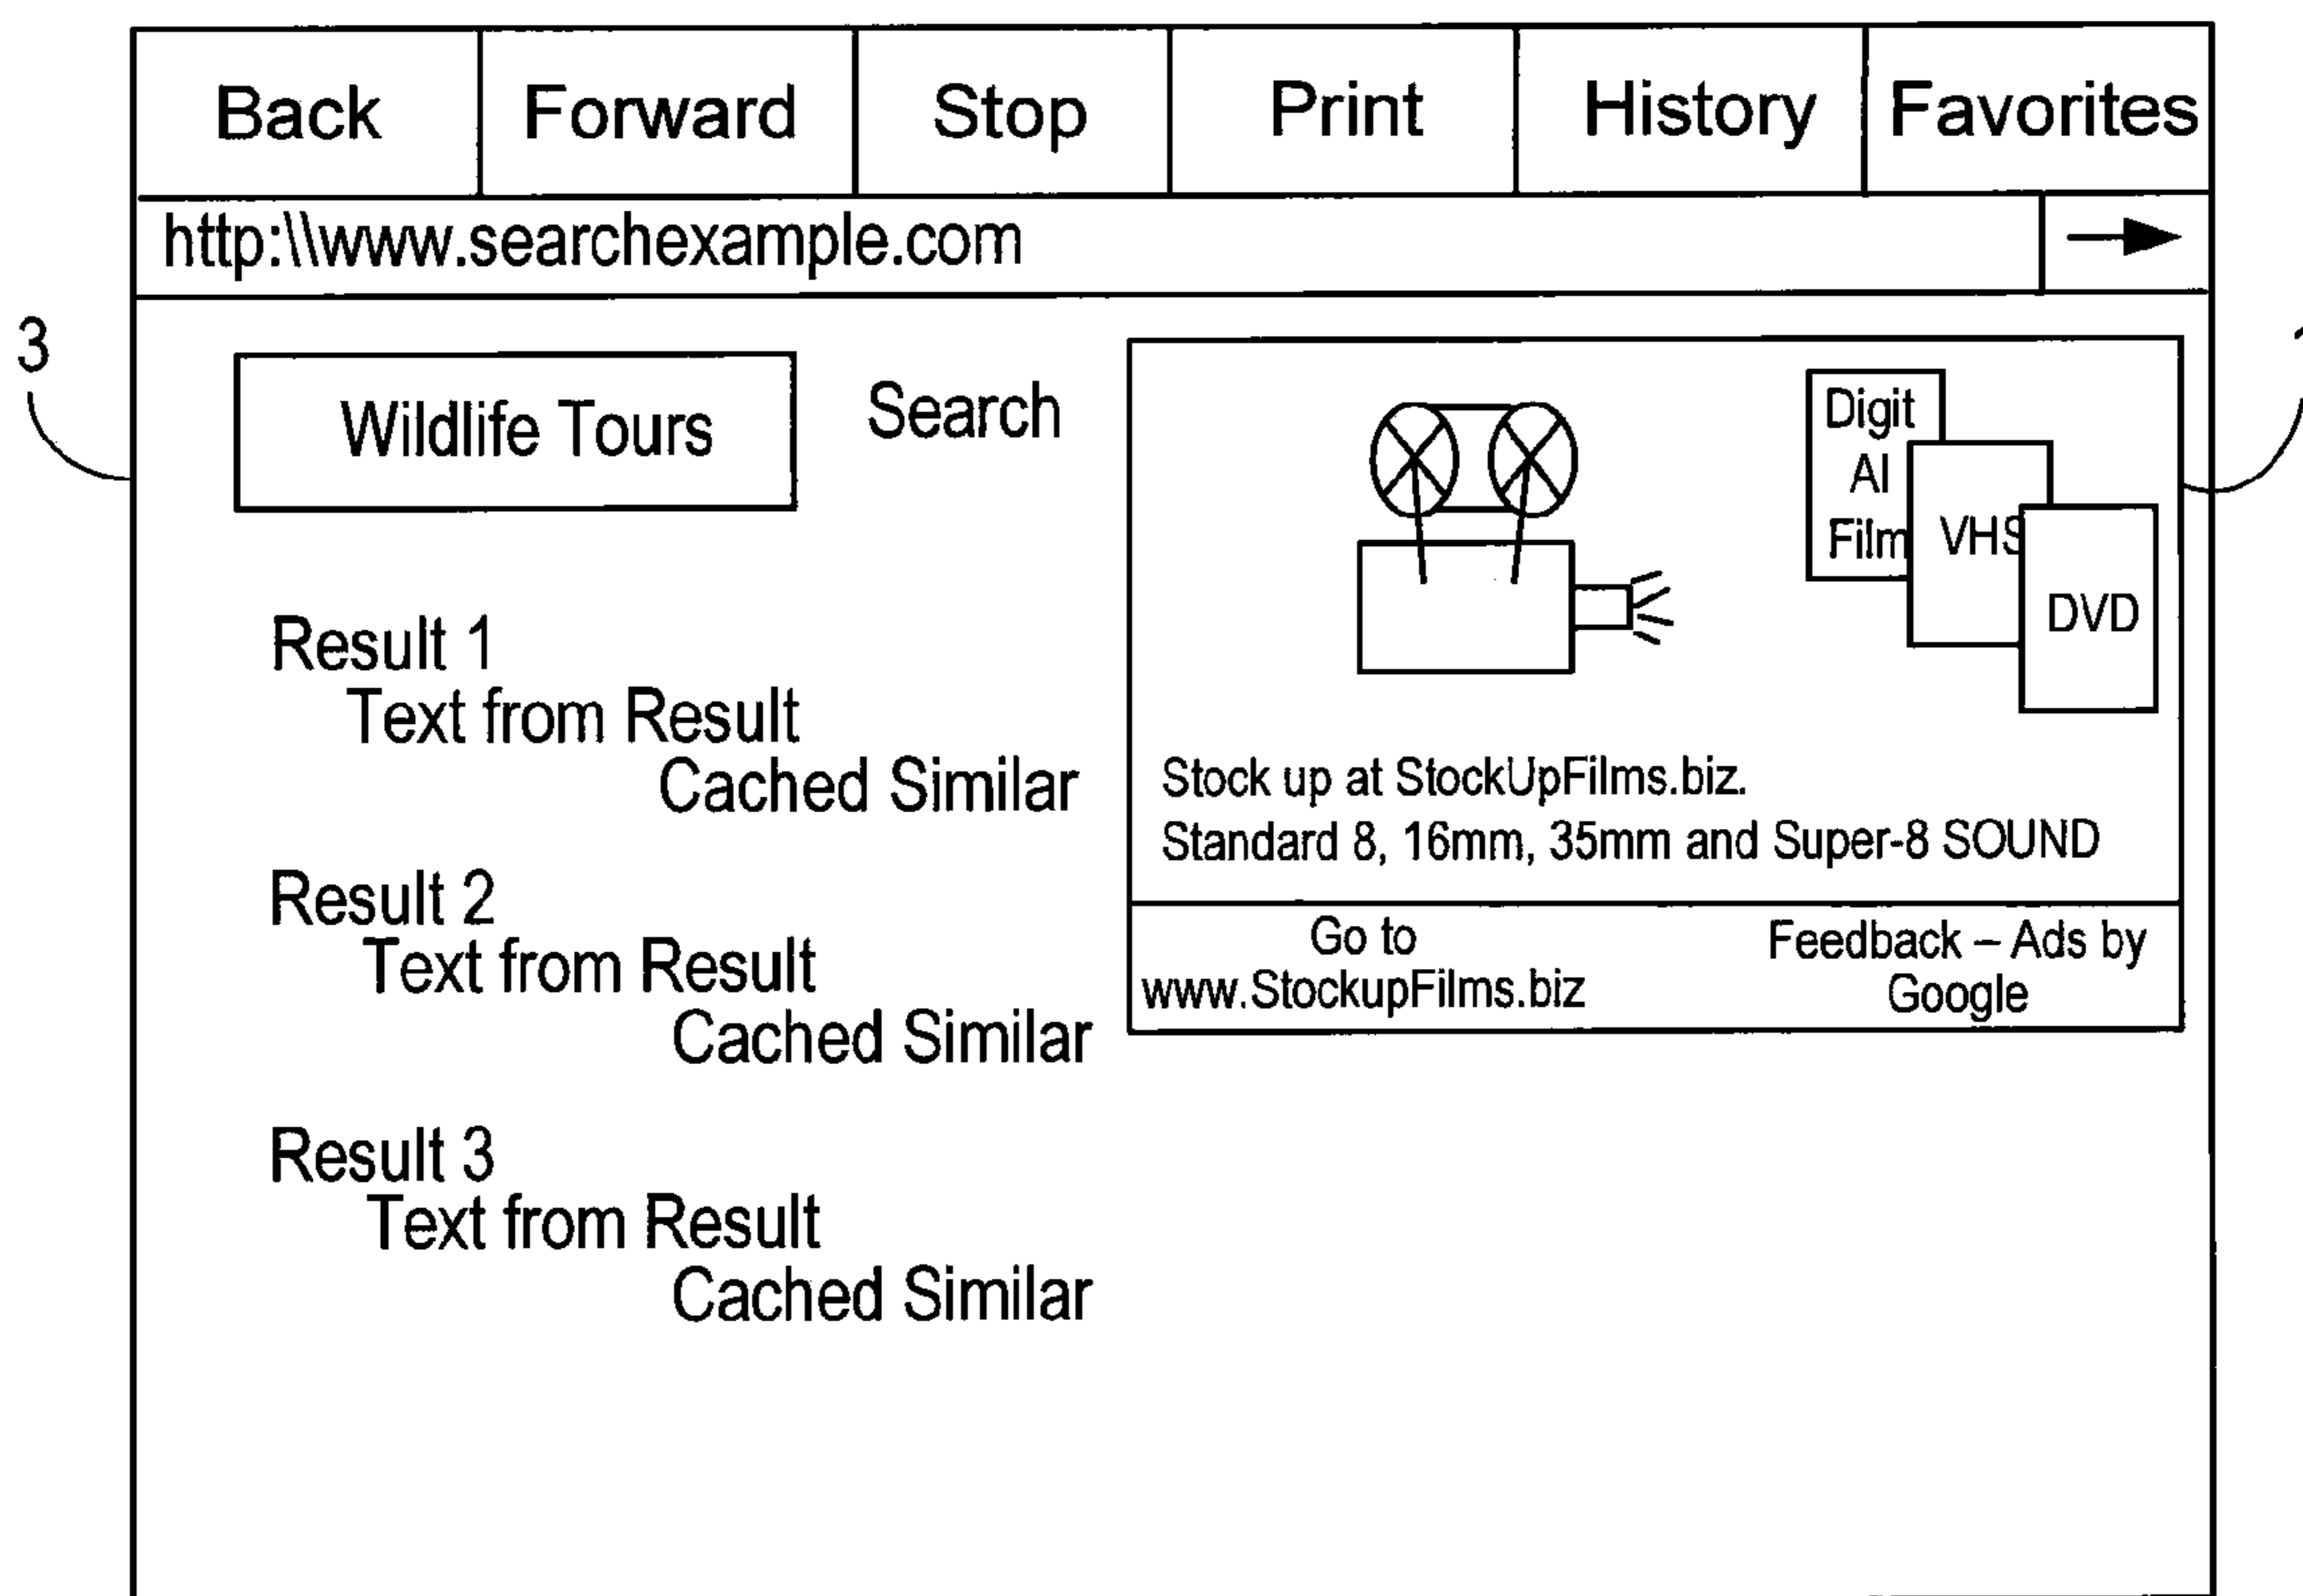 Back Forward Stop Print History Favorites
http:\\www.searchexample.com
3
Wildlife Tours Search
Result 1
Text from Result
Cached Similar
Result 2
Text from Result
Cached Similar
Result 3
Text from Result
Cached Similar
Digit
Al
Film
VHS
DVD
Stock up at StockUpFilms.biz.
Standard 8, 16mm, 35mm and Super-8 SOUND
Go to
www.StockupFilms.biz
Feedback – Ads by
Google